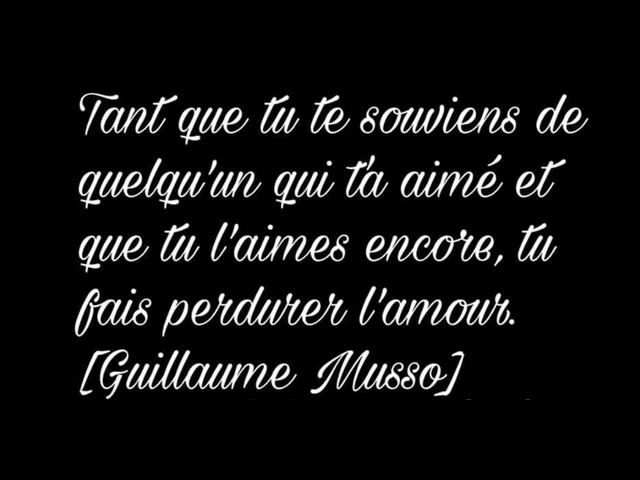 Tant que tu te souviens de
quelqu'un qui t'a aimé et
que tu l'aimes encore, tu
fais perdurer l'amour.
[Guillaume Musso]